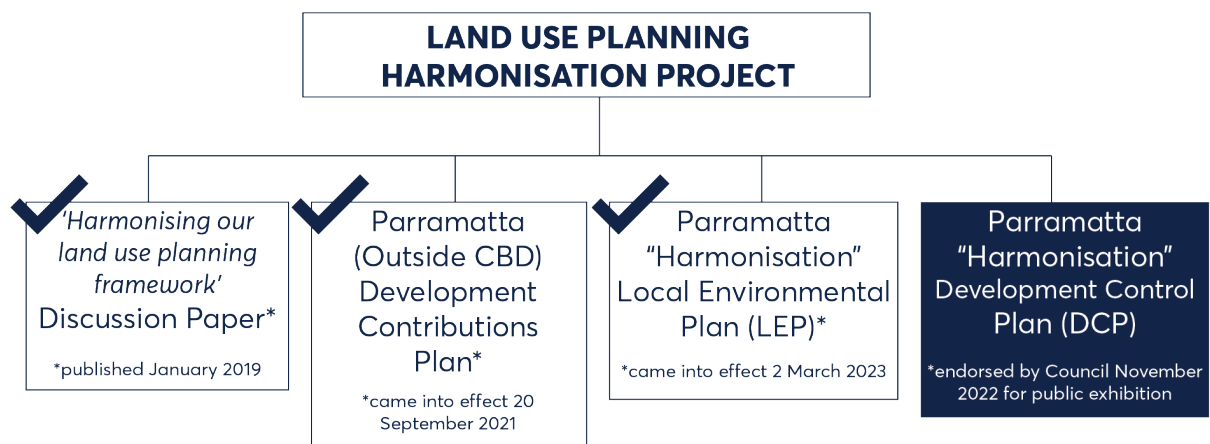 LAND USE PLANNING
HARMONISATION PROJECT
'Harmonising our
land use planning
framework'
Discussion Paper*
*published January 2019
Parramatta
(Outside CBD)
Development
Contributions
Plan*
*came into effect 20
September 2021
Parramatta
“Harmonisation”
Local Environmental
Plan (LEP)*
*came into effect 2 March 2023
Parramatta
“Harmonisation”
Development Control
Plan (DCP)
*endorsed by Council November
2022 for public exhibition